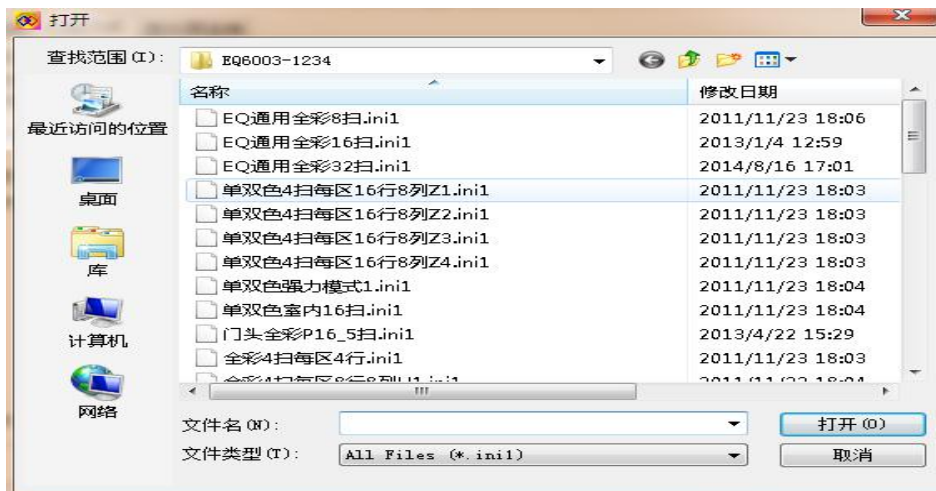 打开
查找范围(I):
EQ6003-1234
名称
修改日期
EQ通用全彩8扫.ini1
2011/11/23 18:06
EQ通用全彩16扫.ini1
2013/1/4 12:59
EQ通用全彩32扫.ini1
2014/8/16 17:01
单双色4扫每区16行8列Z1.ini1
2011/11/23 18:03
单双色4扫每区16行8列Z2.ini1
2011/11/23 18:03
单双色4扫每区16行8列Z3.ini1
2011/11/23 18:03
单双色4扫每区16行8列Z4.ini1
2011/11/23 18:03
单双色强力模式1.ini1
2011/11/23 18:04
单双色室内16扫.ini1
2011/11/23 18:04
门头全彩P16_5扫.ini1
2013/4/22 15:29
全彩4扫每区4行.ini1
2011/11/23 18:03
最近访问的位置
桌面
库
计算机
网络
文件名(N):
打开(O)
文件类型(T):
All Files (*.ini1)
取消